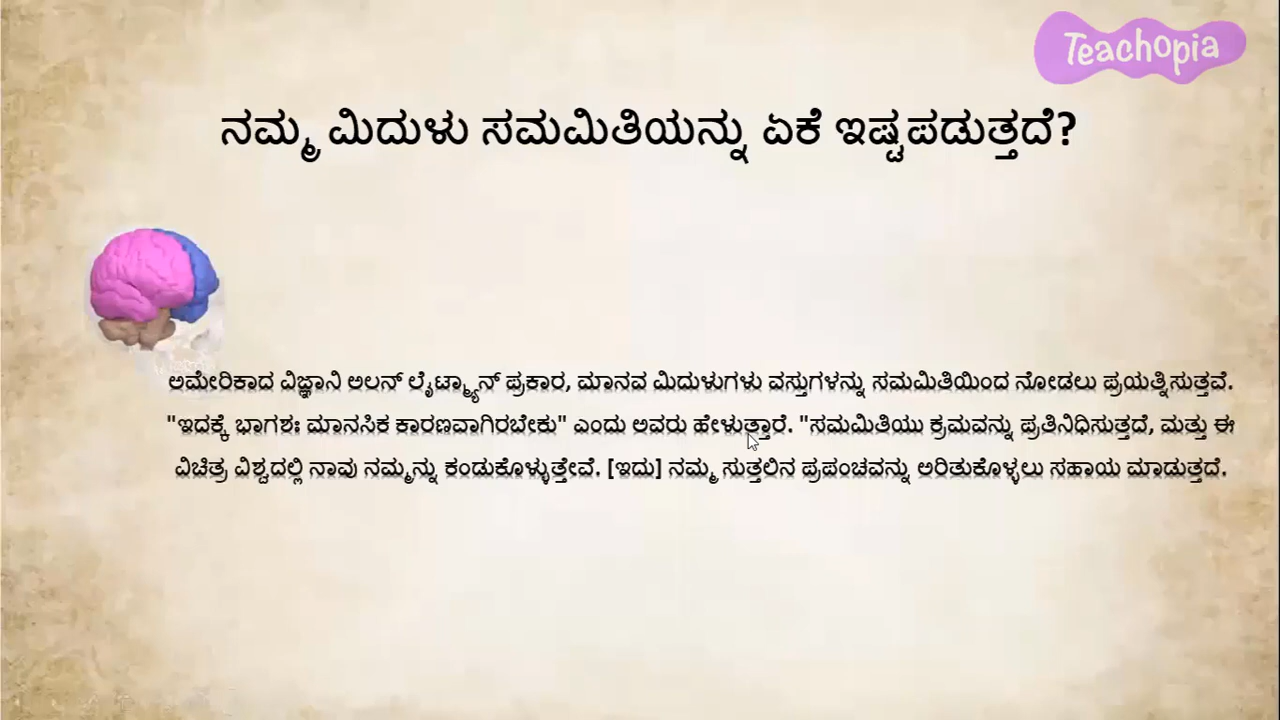 Teachopia
ನಮ್ಮ ಮಿದುಳು ಸಮಮಿತಿಯನ್ನು ಏಕೆ ಇಷ್ಟಪಡುತ್ತದೆ?
ಅಮೇರಿಕಾದ ವಿಜ್ಞಾನಿ ಅಲನ್ ಲೈಟ್ಮ್ಯಾನ್ ಪ್ರಕಾರ, ಮಾನವ ಮಿದುಳುಗಳು ವಸ್ತುಗಳನ್ನು ಸಮಮಿತಿಯಿಂದ ನೋಡಲು ಪ್ರಯತ್ನಿಸುತ್ತವೆ.
"ಇದಕ್ಕೆ ಭಾಗಶಃ ಮಾನಸಿಕ ಕಾರಣವಾಗಿರಬೇಕು" ಎಂದು ಅವರು ಹೇಳುತ್ತಾರೆ. "ಸಮಮಿತಿಯು ಕ್ರಮವನ್ನು ಪ್ರತಿನಿಧಿಸುತ್ತದೆ, ಮತ್ತು ಈ
ವಿಚಿತ್ರ ವಿಶ್ವದಲ್ಲಿ ನಾವು ನಮ್ಮನ್ನು ಕಂಡುಕೊಳ್ಳುತ್ತೇವೆ. [ಇದು] ನಮ್ಮ ಸುತ್ತಲಿನ ಪ್ರಪಂಚವನ್ನು ಅರಿತುಕೊಳ್ಳಲು ಸಹಾಯ ಮಾಡುತ್ತದೆ.